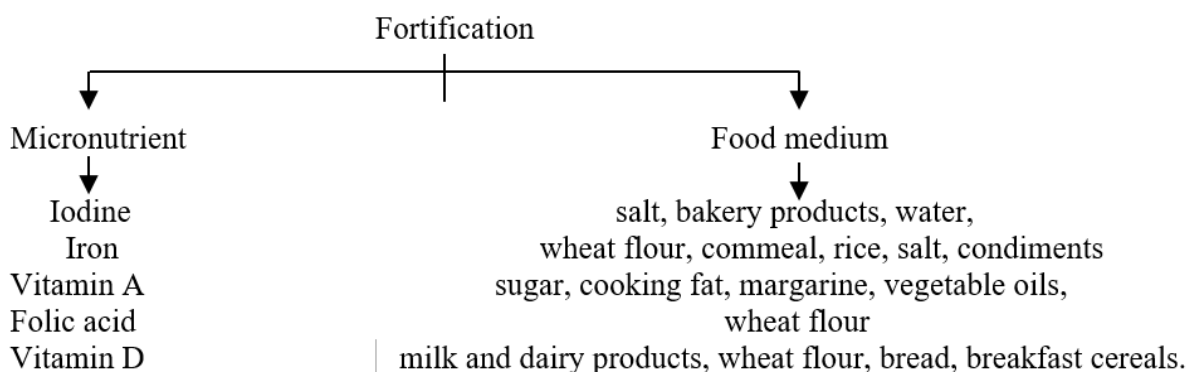 Fortification
Micronutrient Food medium
Iodine salt, bakery products, water,
Iron wheat flour, commeal, rice, salt, condiments
Vitamin A sugar, cooking fat, margarine, vegetable oils,
Folic acid wheat flour
Vitamin D milk and dairy products, wheat flour, bread, breakfast cereals.